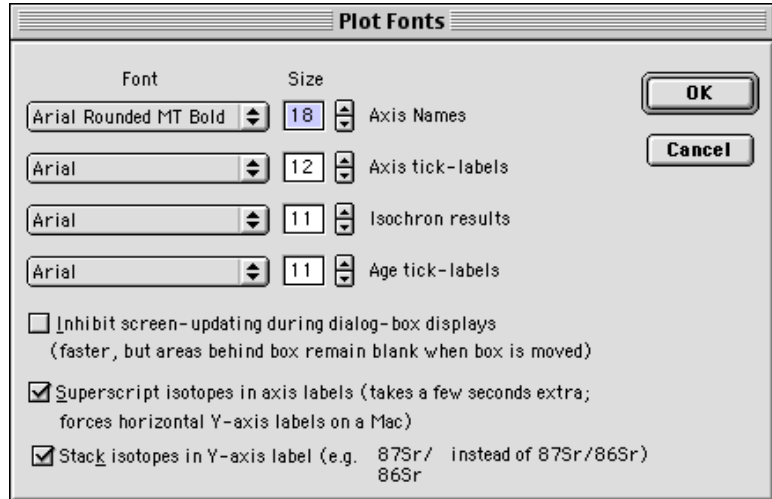 Plot Fonts
Font Size
Arial Rounded MT Bold 18 Axis Names
OK
Arial 12 Axis tick-labels
Cancel
Arial 11 Isochron results
Arial 11 Age tick-labels
Inhibit screen-updating during dialog-box displays
(faster, but areas behind box remain blank when box is moved)
Superscript isotopes in axis labels (takes a few seconds extra;
forces horizontal Y-axis labels on a Mac)
Stack isotopes in Y-axis label (e.g. 87Sr/ instead of 87Sr/86Sr)
86Sr